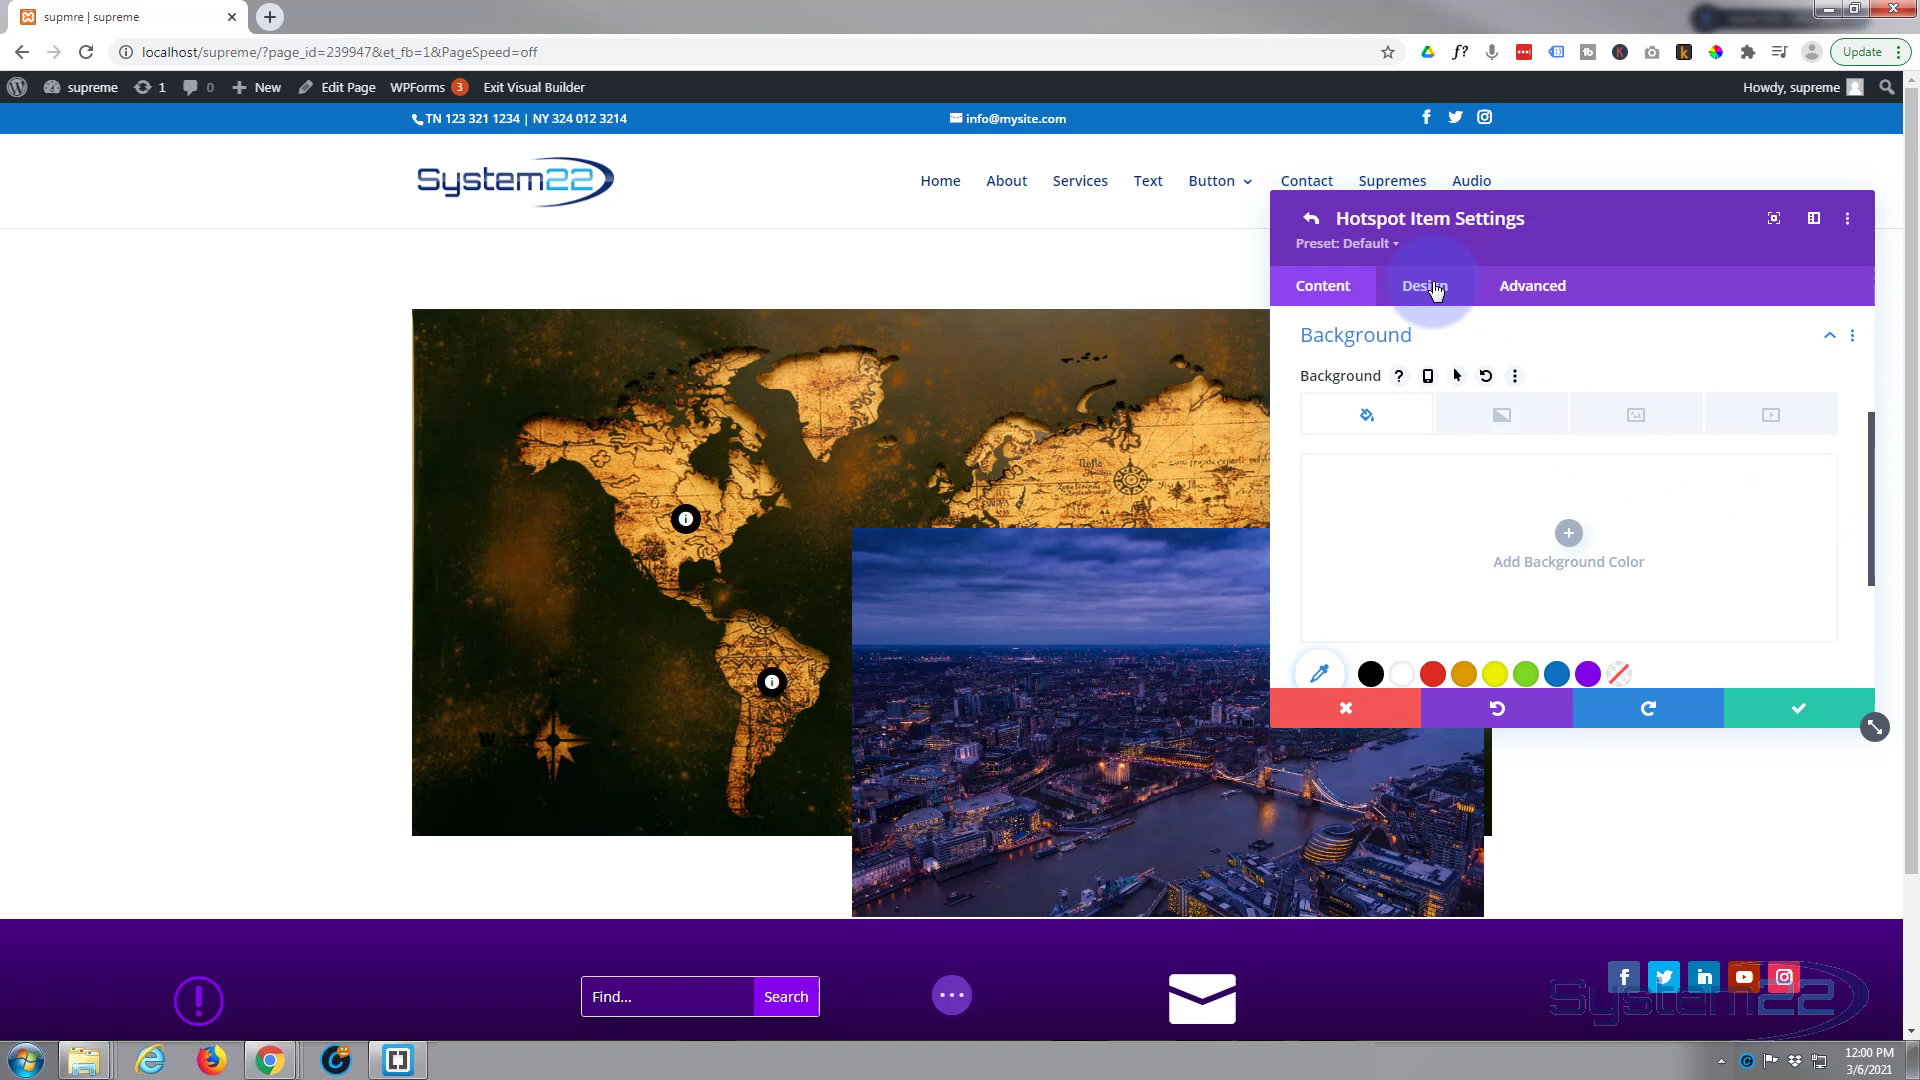 supmre | supreme
localhost/supreme/?page_id=239947&et_fb=1&PageSpeed=off
Update
supreme 1 0 New Edit Page WPForms 3 Exit Visual Builder
Howdy, supreme
TN 123 321 1234 | NY 324 012 3214
info@mysite.com
System22
Home About Services Text Button Contact Supremes Audio
Hotspot Item Settings
Preset: Default
Content Design Advanced
Background
Background
Add Background Color
Find...
Search
System22
12:00 PM
3/6/2021